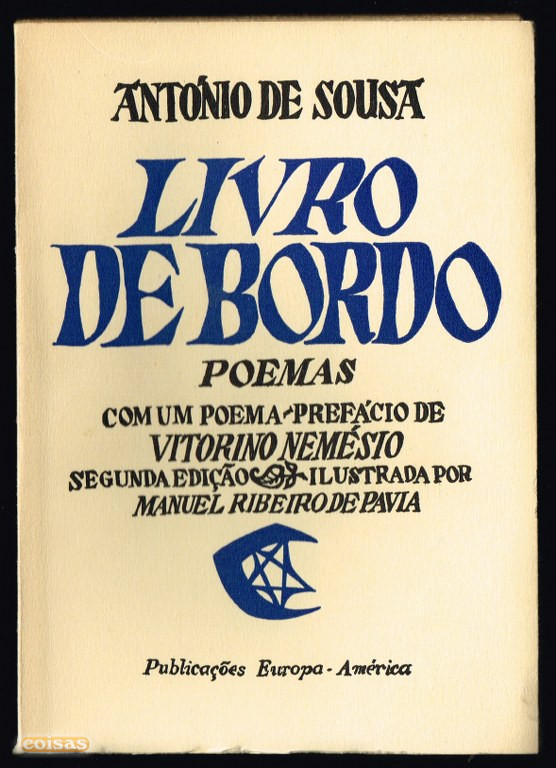 ANTÓNIO DE SOUSA
LIVRO
DE BORDO
POEMAS
COM UM POEMA-PREFÁCIO DE
VITORINO NEMÉSIO
SEGUNDA EDIÇÃO ILUSTRADA POR
MANUEL RIBEIRO DE PAVIA
Publicações Europa-América
coisas